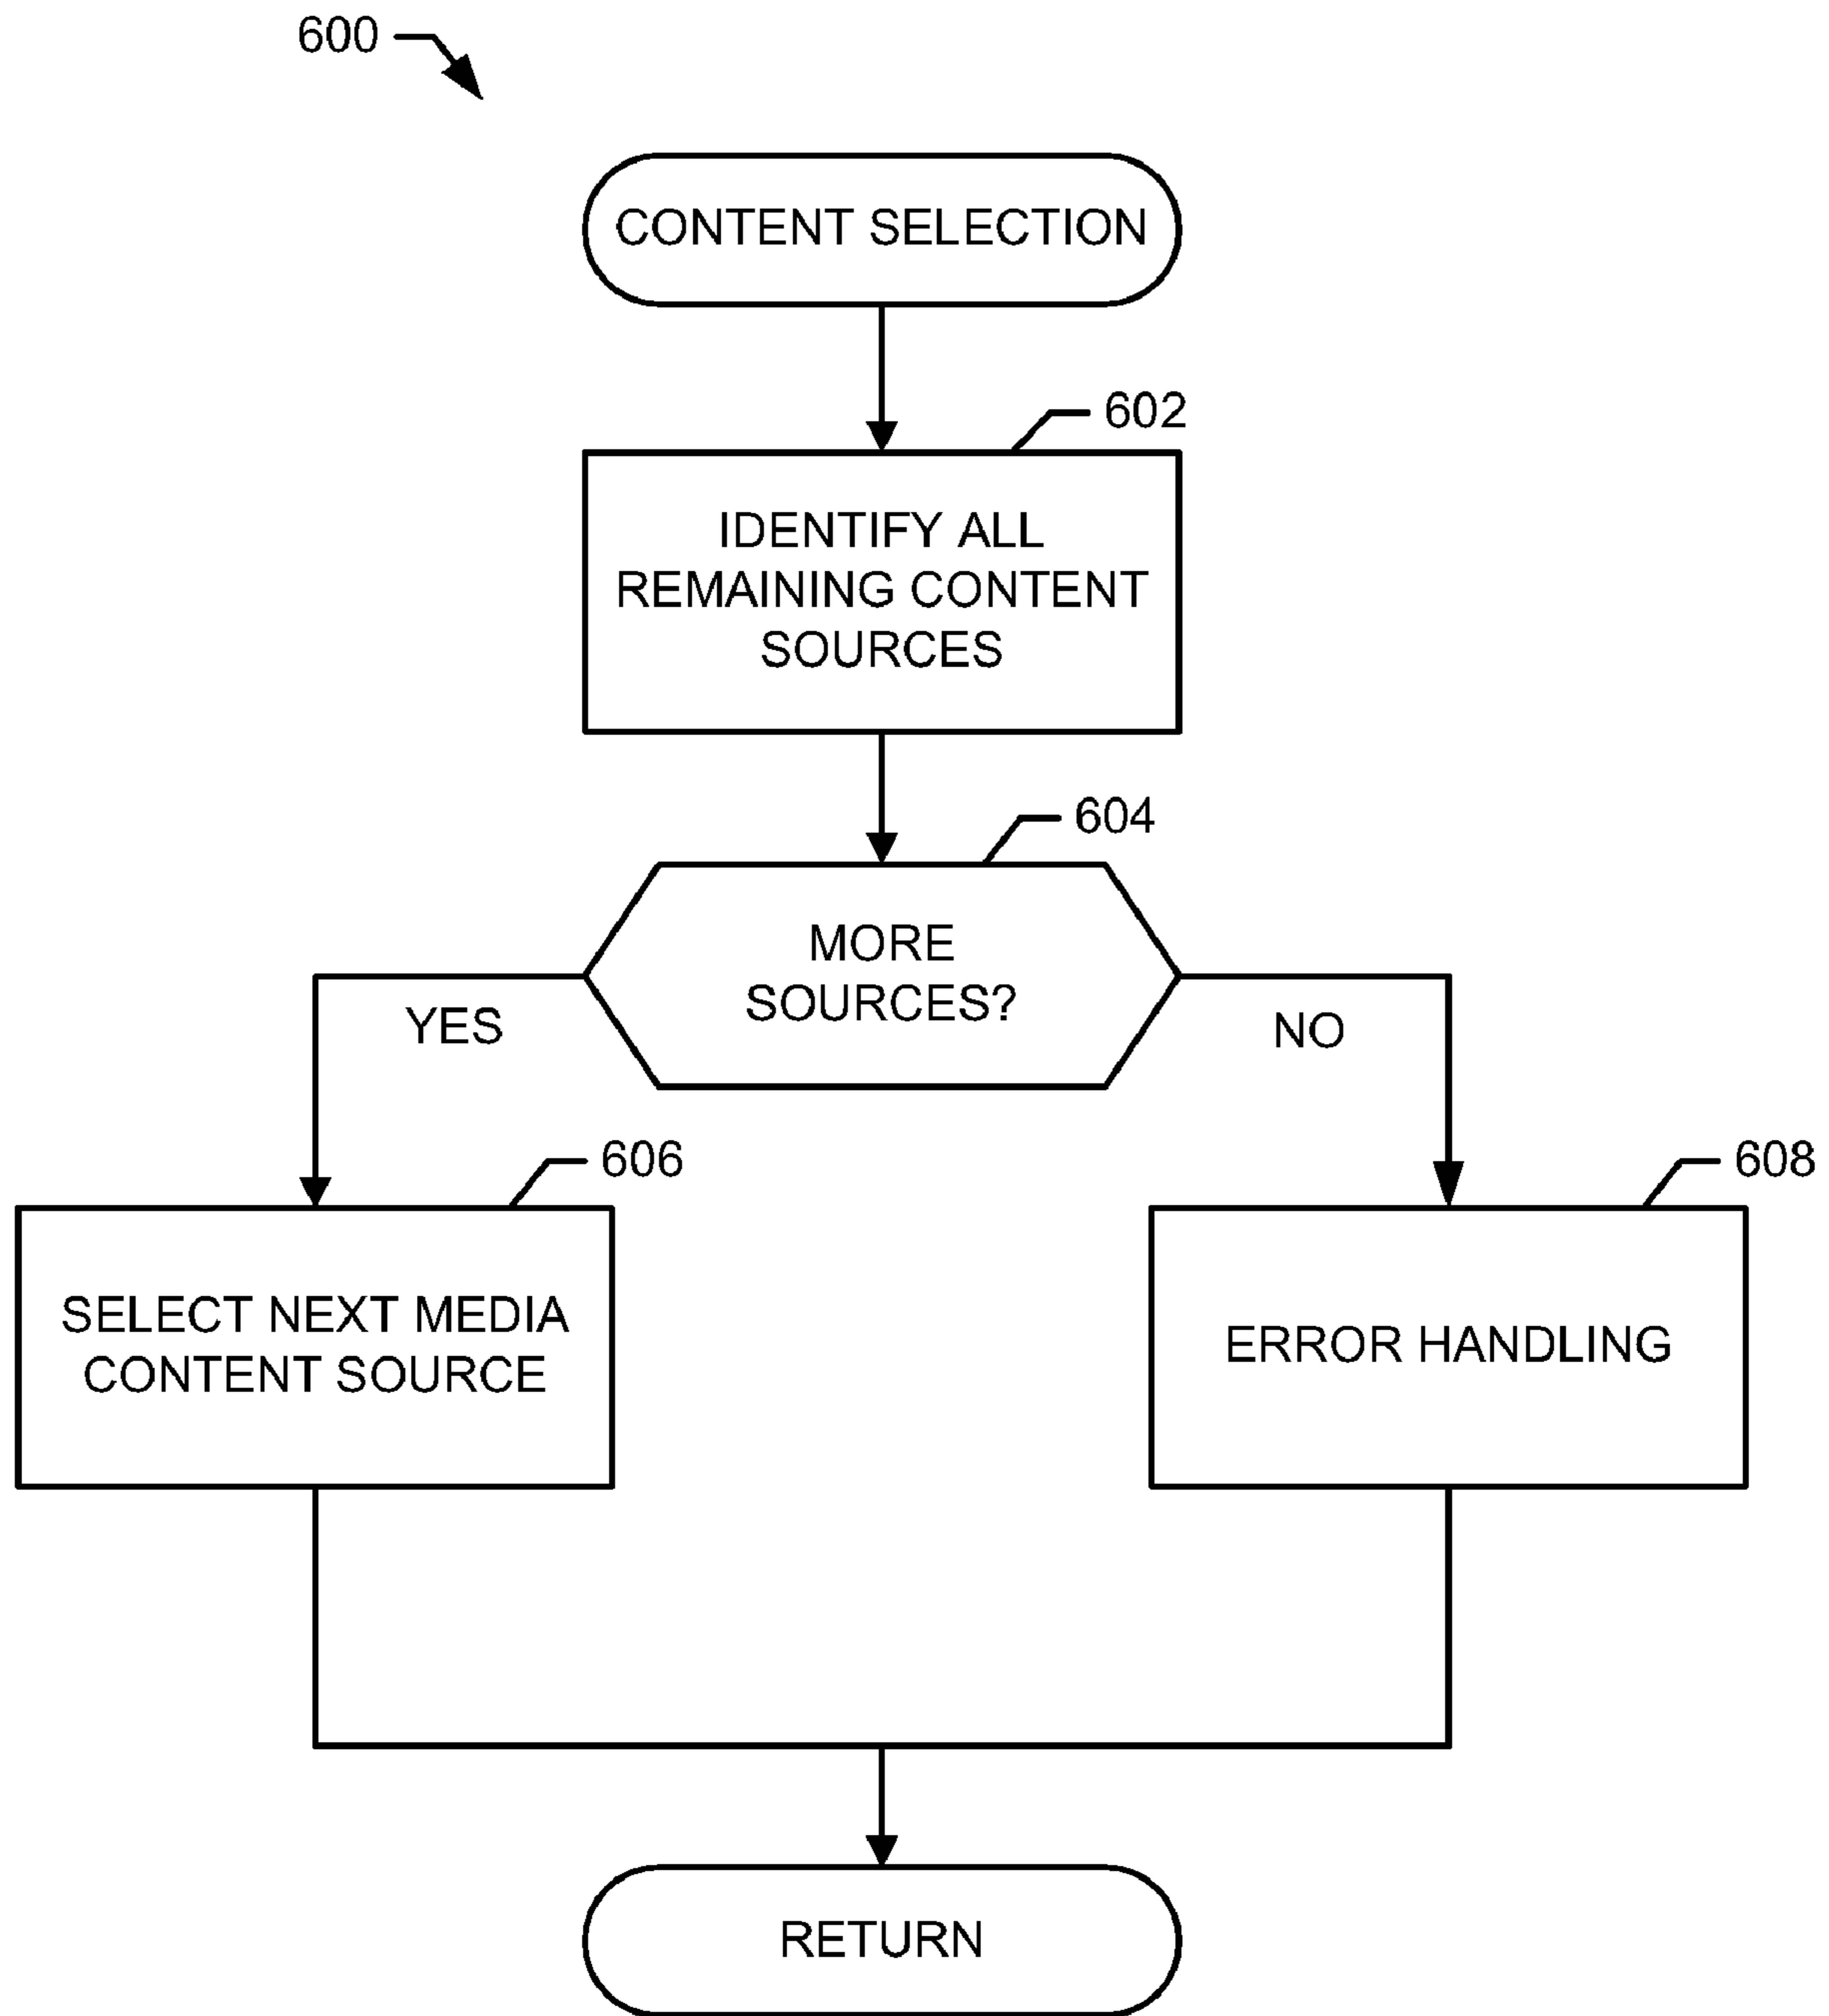 600
CONTENT SELECTION
602
IDENTIFY ALL
REMAINING CONTENT
SOURCES
604
MORE
SOURCES?
YES
NO
606
SELECT NEXT MEDIA
CONTENT SOURCE
608
ERROR HANDLING
RETURN